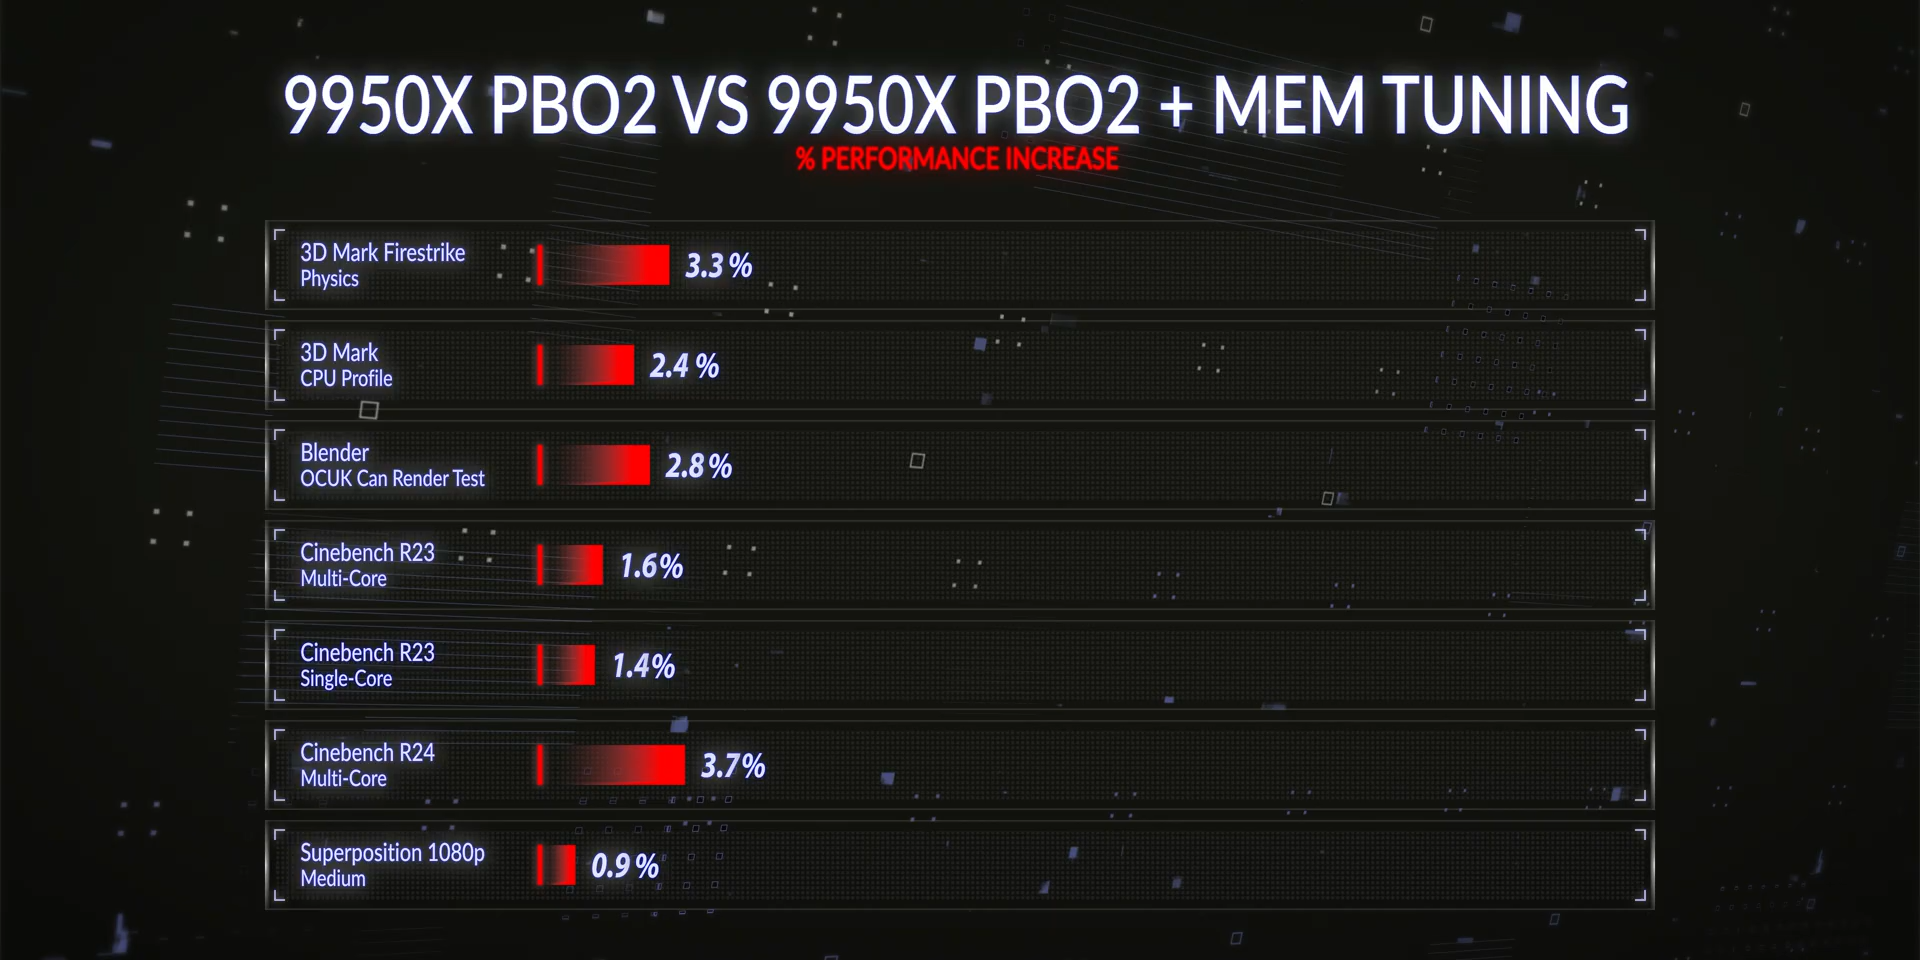 9950X PBO2 VS 9950X PBO2 + MEM TUNING
% PERFORMANCE INCREASE
3D Mark Firestrike
Physics
3.3 %
3D Mark
CPU Profile
2.4 %
Blender
OCUK Can Render Test
2.8 %
Cinebench R23
Multi-Core
1.6%
Cinebench R23
Single-Core
1.4%
Cinebench R24
Multi-Core
3.7%
Superposition 1080p
Medium
0.9 %